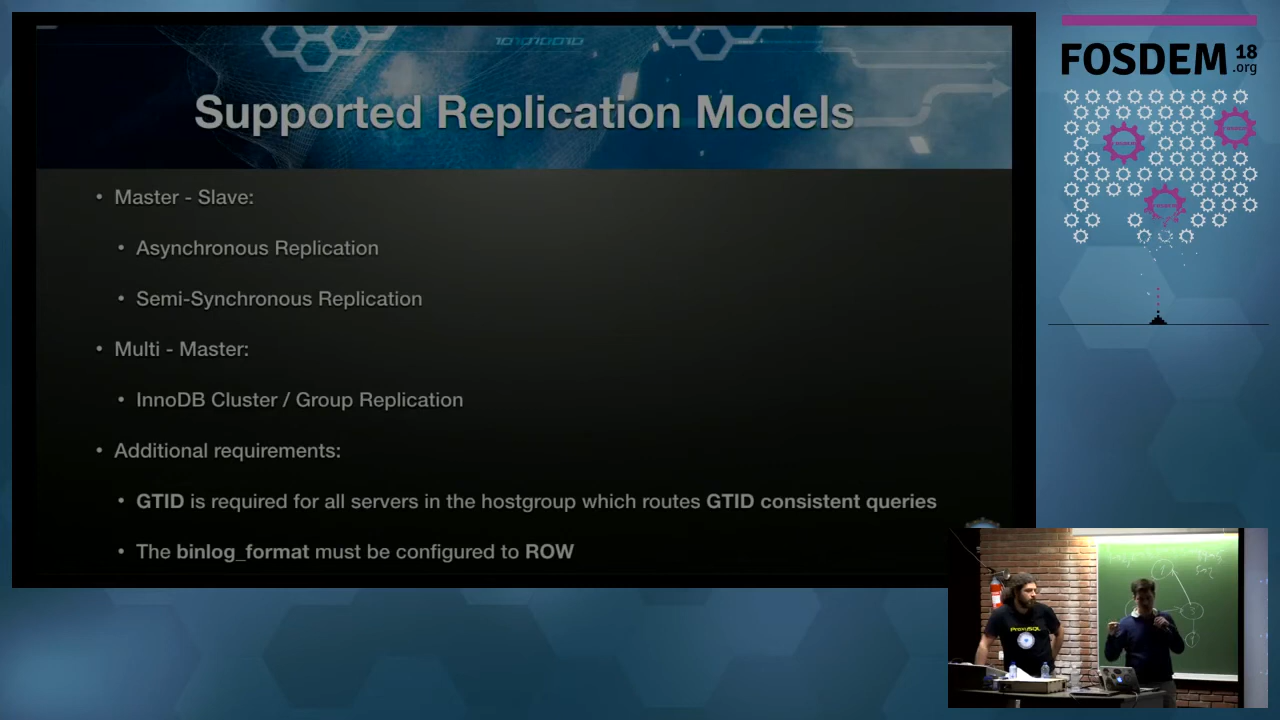 101010010
Supported Replication Models
• Master - Slave:
• Asynchronous Replication
• Semi-Synchronous Replication
• Multi - Master:
• InnoDB Cluster / Group Replication
• Additional requirements:
• GTID is required for all servers in the hostgroup which routes GTID consistent queries
• The binlog_format must be configured to ROW
FOSDEM 18
.org
ProxySQL